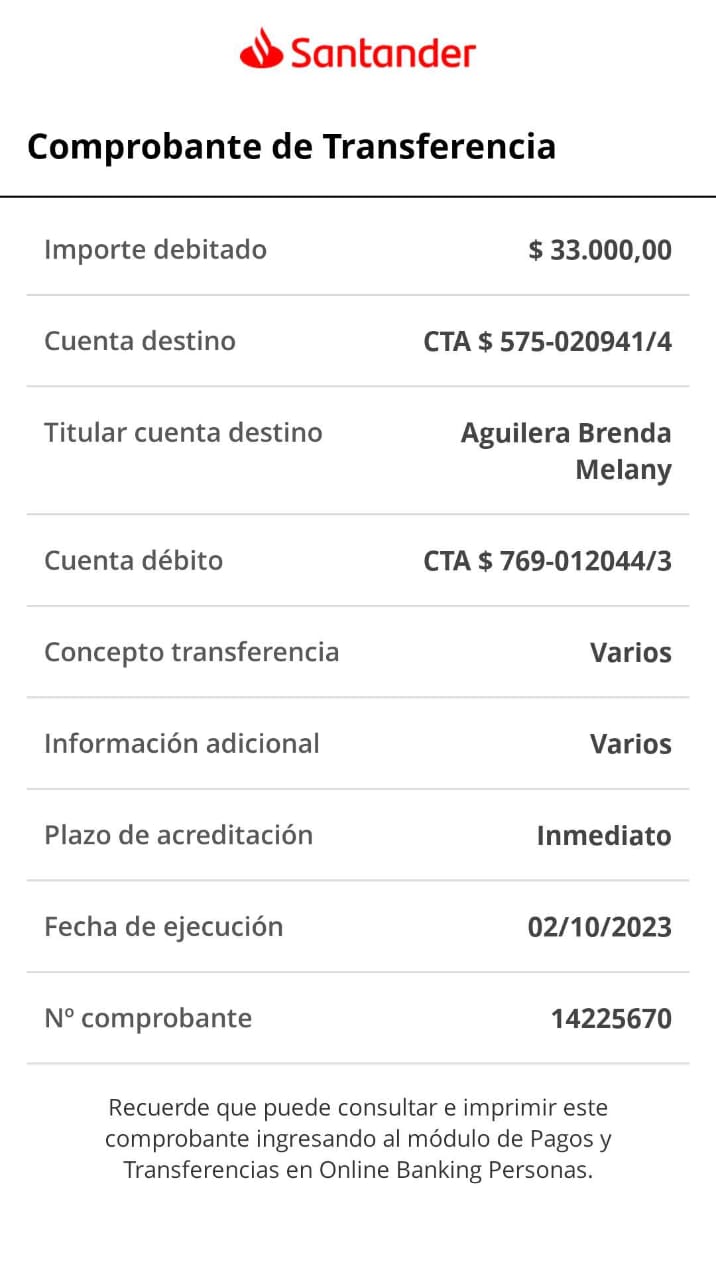 Santander
Comprobante de Transferencia
Importe debitado $ 33.000,00
Cuenta destino CTA $ 575-020941/4
Titular cuenta destino Aguilera Brenda
Melany
Cuenta débito CTA $ 769-012044/3
Concepto transferencia Varios
Información adicional Varios
Plazo de acreditación Inmediato
Fecha de ejecución 02/10/2023
Nº comprobante 14225670
Recuerde que puede consultar e imprimir este
comprobante ingresando al módulo de Pagos y
Transferencias en Online Banking Personas.